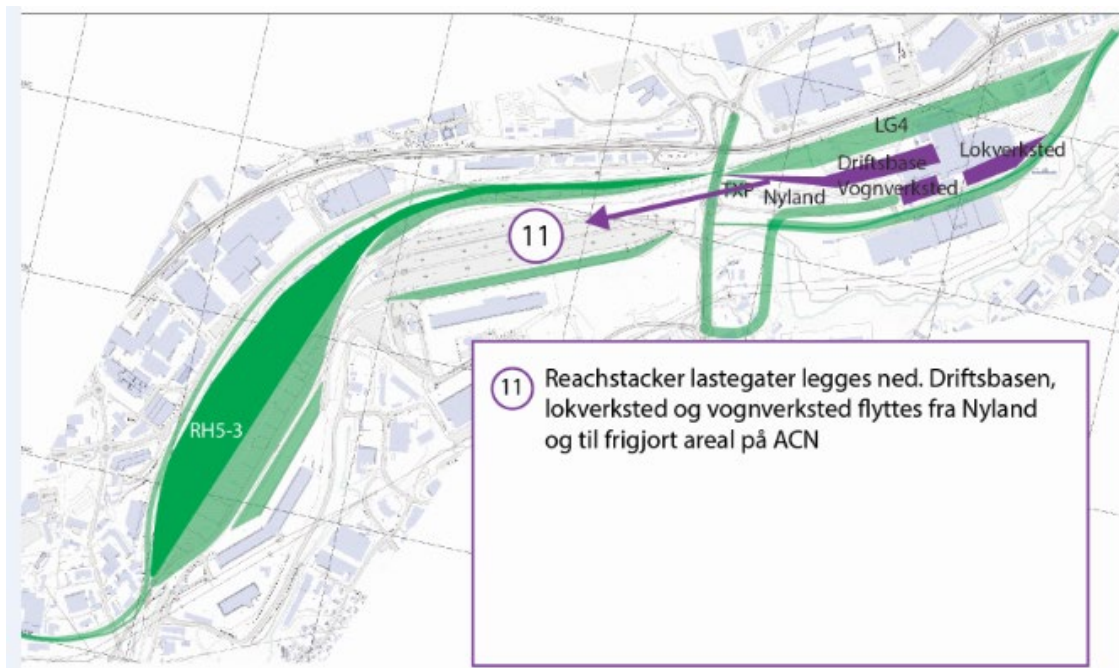 LG4
Driftsbase
Lokverksted
Vognverksted
TXP
Nyland
11
RH5-3
11 Reachstacker lastegater legges ned. Driftsbasen,
lokverksted og vognverksted flyttes fra Nyland
og til frigjort areal på ACN